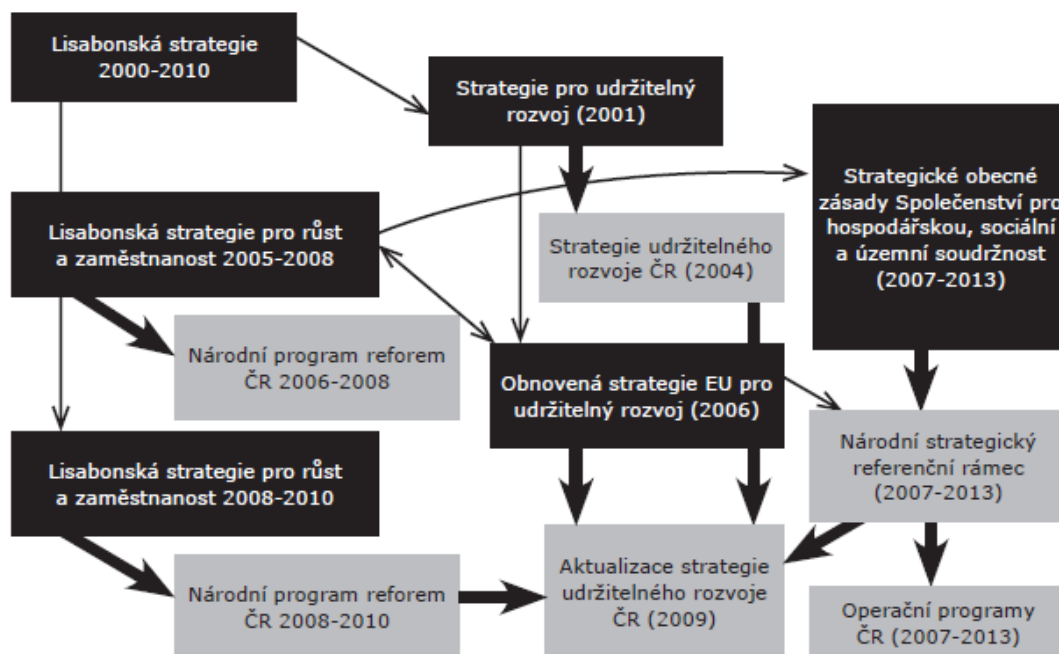 Lisabonská strategie
2000-2010
Strategie pro udržitelný
rozvoj (2001)
Strategické obecné
zásady Společenství pro
hospodářskou, sociální
a územní soudržnost
(2007-2013)
Lisabonská strategie pro růst
a zaměstnanost 2005-2008
Strategie udržitelného
rozvoje ČR (2004)
Národní program reforem
ČR 2006-2008
Obnovená strategie EU pro
udržitelný rozvoj (2006)
Národní strategický
referenční rámec
(2007-2013)
Lisabonská strategie pro růst
a zaměstnanost 2008-2010
Národní program reforem
ČR 2008-2010
Aktualizace strategie
udržitelného rozvoje
ČR (2009)
Operační programy
ČR (2007-2013)